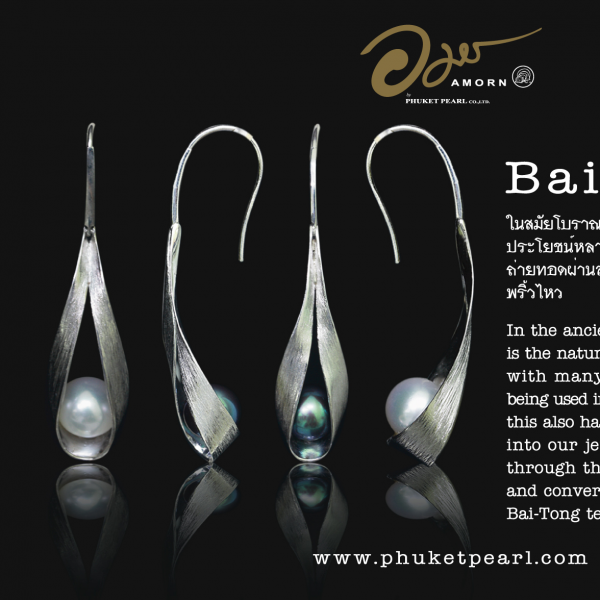 อมร
AMORN
by
PHUKET PEARL CO.,LTD.
Bai
ในสมัยโบราณ
ประโยชน์หลา
ถ่ายทอดผ่าน
พริ้วไหว
In the ancie
is the natur
with many
being used i
this also ha
into our je
through th
and conver
Bai-Tong te
www.phuketpearl.com